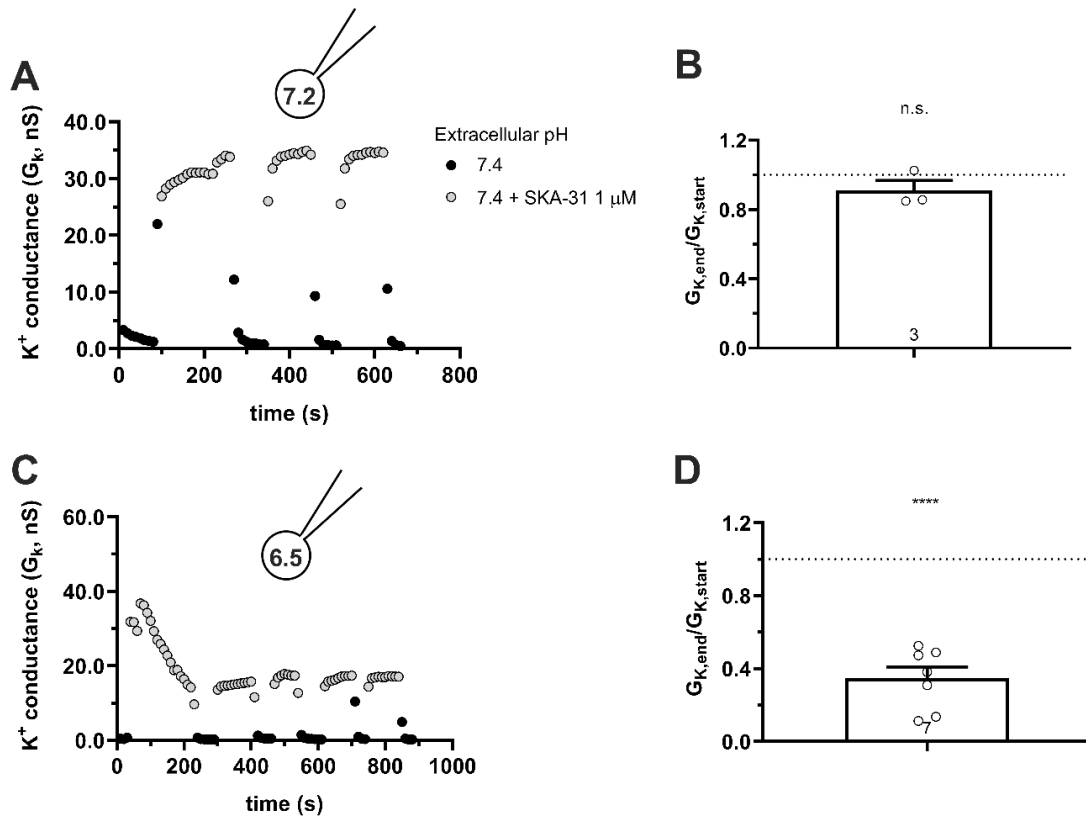 A
7.2
K+ conductance (Gk, nS)
40.0
30.0
20.0
10.0
0.0
0
200
400
600
800
time (s)
Extracellular pH
7.4
7.4 + SKA-31 1 μM
B
n.s.
GK,end/GK,start
1.2
0.8
0.4
0.0
3
C
6.5
K+ conductance (Gk, nS)
60.0
40.0
20.0
0.0
0
200
400
600
800
1000
time (s)
D
****
GK,end/GK,start
1.2
0.8
0.4
0.0
7